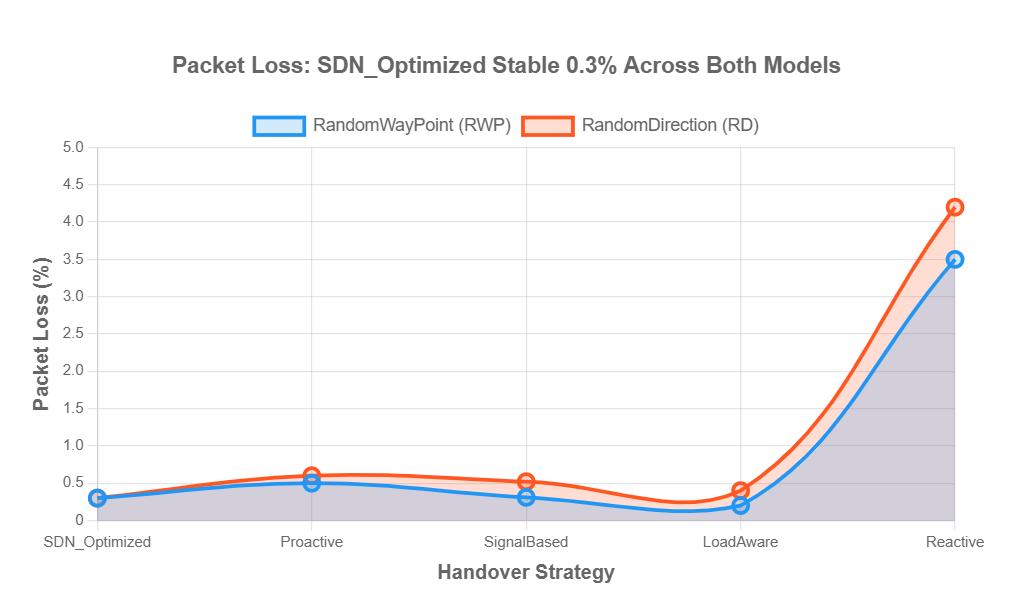 Packet Loss: SDN_Optimized Stable 0.3% Across Both Models
RandomWayPoint (RWP) RandomDirection (RD)
Packet Loss (%)
5.0
4.5
4.0
3.5
3.0
2.5
2.0
1.5
1.0
0.5
0
SDN_Optimized Proactive SignalBased LoadAware Reactive
Handover Strategy